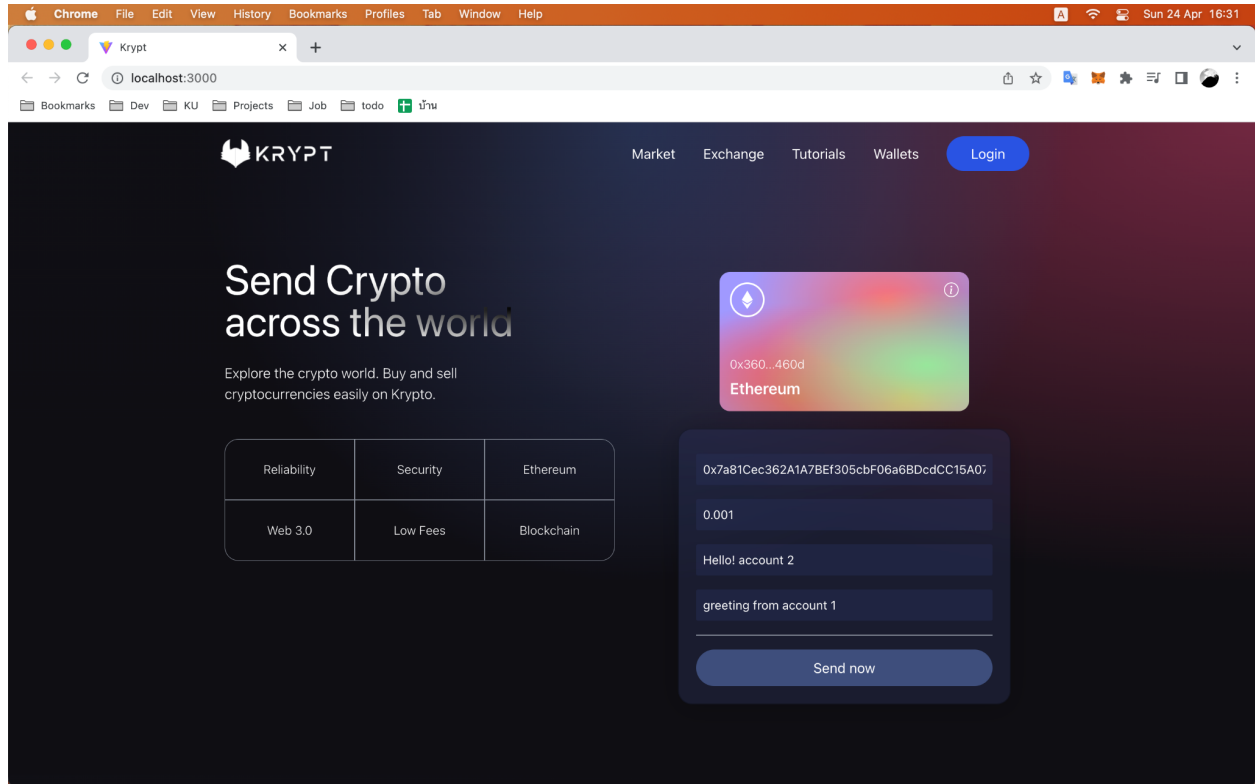 Chrome File Edit View History Bookmarks Profiles Tab Window Help A Sun 24 Apr 16:31
Krypt
localhost:3000
Bookmarks Dev KU Projects Job todo บ้าน
KRYPT Market Exchange Tutorials Wallets Login
Send Crypto
across the world
Explore the crypto world. Buy and sell
cryptocurrencies easily on Krypto.
Reliability Security Ethereum
Web 3.0 Low Fees Blockchain
0x360...460d
Ethereum
0x7a81Cec362A1A7BEf305cbF06a6BDcdCC15A07
0.001
Hello! account 2
greeting from account 1
Send now